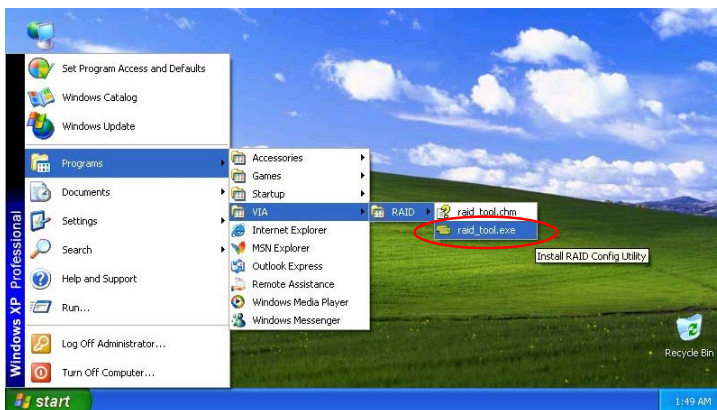 Windows XP Professional
Set Program Access and Defaults
Windows Catalog
Windows Update
Programs
Documents
Settings
Search
Help and Support
Run...
Log Off Administrator...
Turn Off Computer...
Accessories
Games
Startup
VIA
Internet Explorer
MSN Explorer
Outlook Express
Remote Assistance
Windows Media Player
Windows Messenger
RAID
raid_tool.chm
raid_tool.exe
Install RAID Config Utility
Recycle Bin
start
1:49 AM